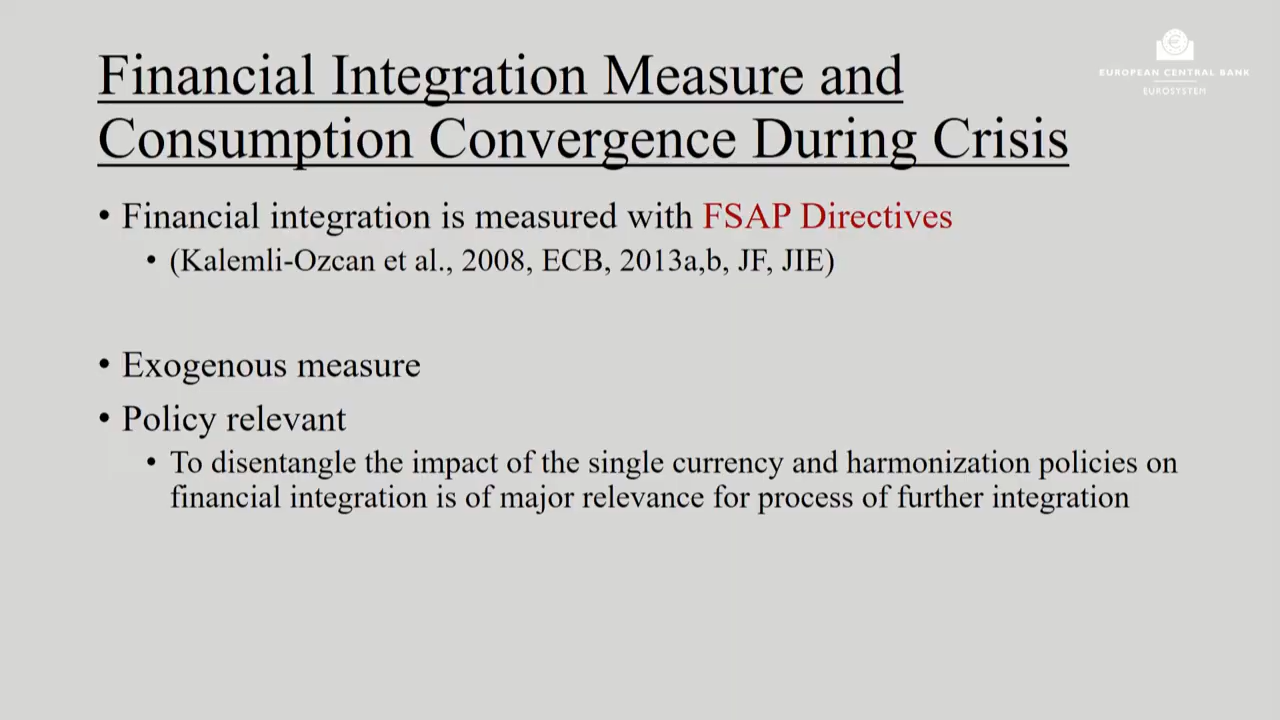 Financial Integration Measure and
Consumption Convergence During Crisis
EUROPEAN CENTRAL BANK
EUROSYSTEM
• Financial integration is measured with FSAP Directives
• (Kalemli-Ozcan et al., 2008, ECB, 2013a,b, JF, JIE)
• Exogenous measure
• Policy relevant
• To disentangle the impact of the single currency and harmonization policies on
financial integration is of major relevance for process of further integration